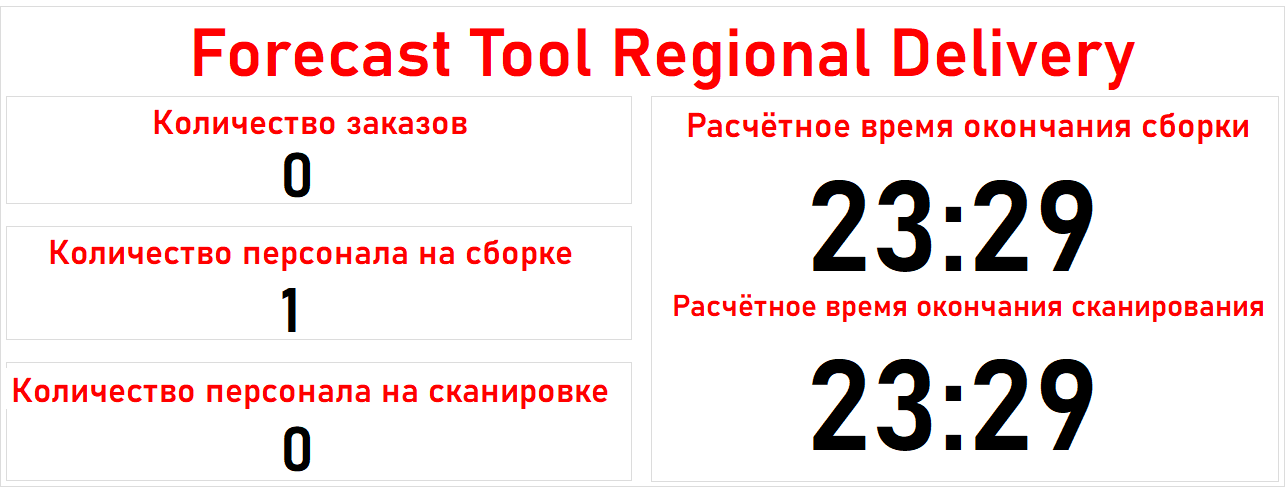 Forecast Tool Regional Delivery
Количество заказов
0
Количество персонала на сборке
1
Количество персонала на сканировке
0
Расчётное время окончания сборки
23:29
Расчётное время окончания сканирования
23:29